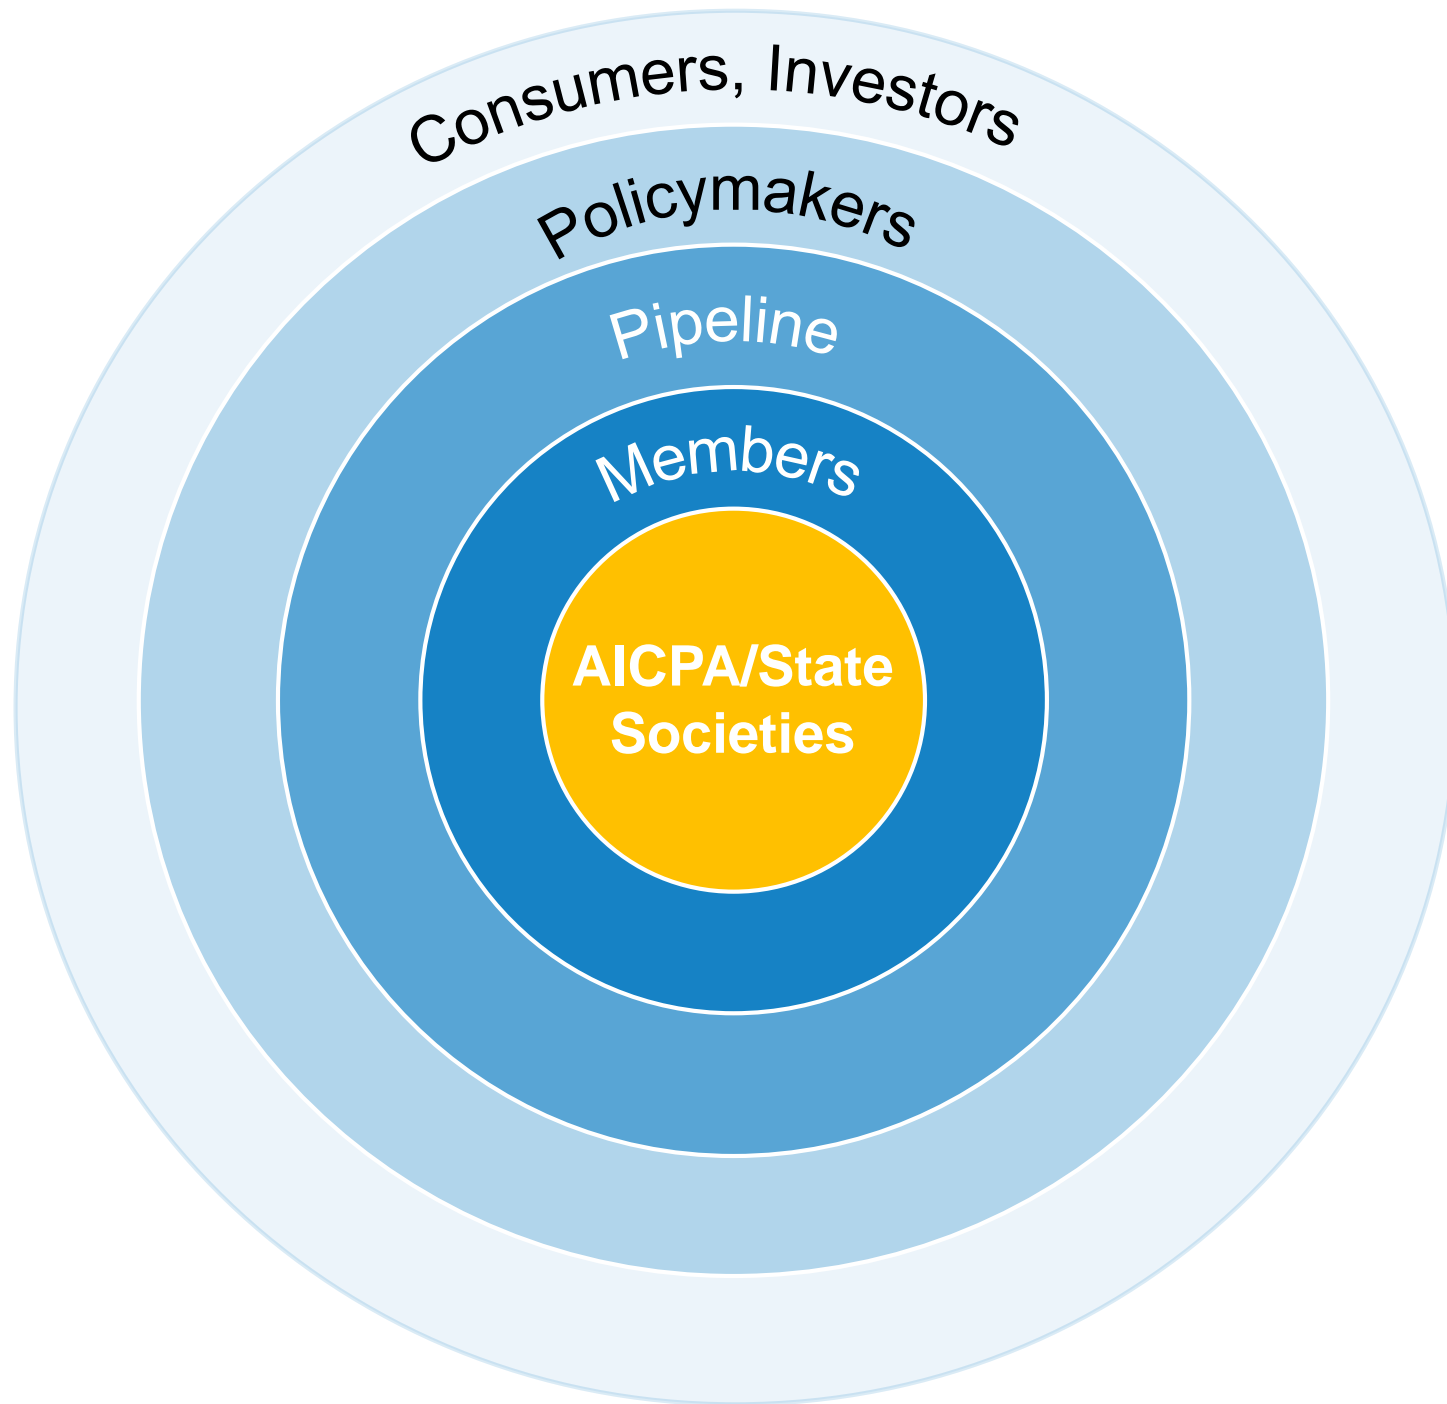 Consumers, Investors
Policymakers
Pipeline
Members
AICPA/State
Societies